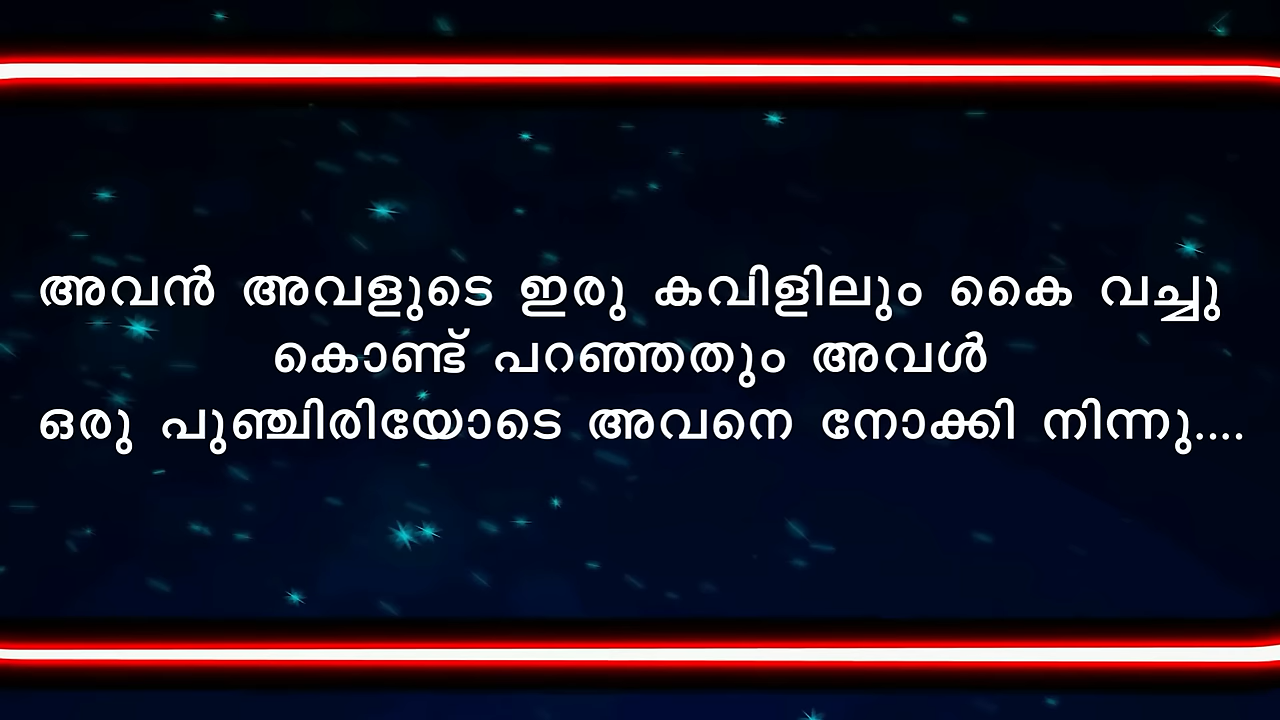 അവൻ അവളുടെ ഇരു കവിളിലും കൈ വച്ചു
കൊണ്ട് പറഞ്ഞതും അവൾ
ഒരു പുഞ്ചിരിയോടെ അവനെ നോക്കി നിന്നു....